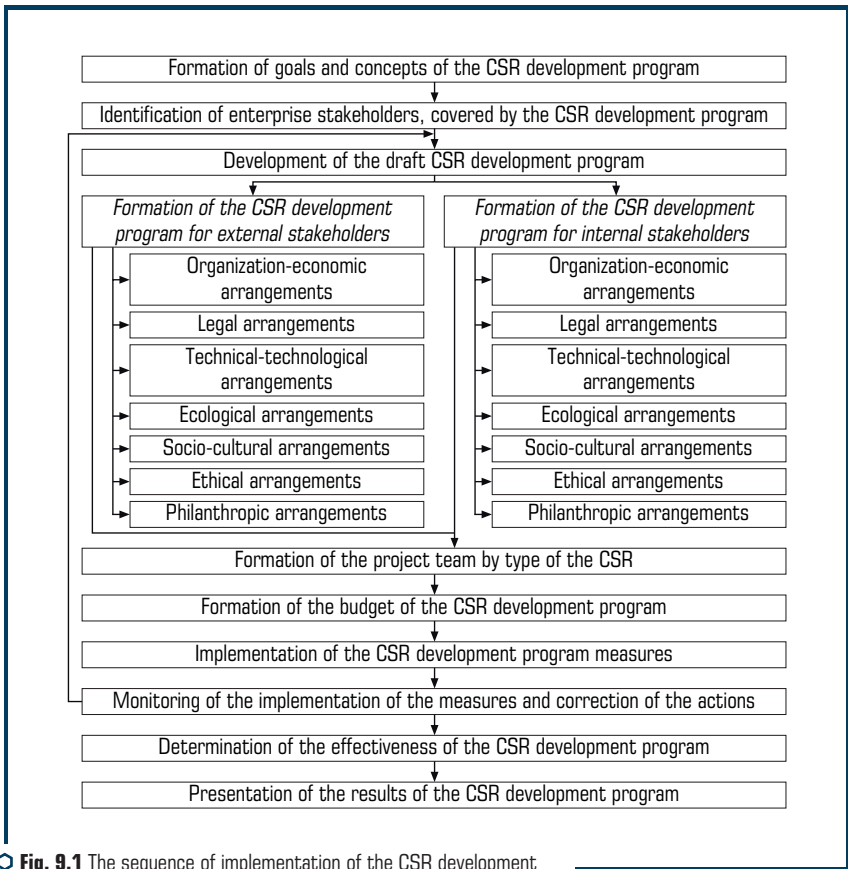 Formation of goals and concepts of the CSR development program
Identification of enterprise stakeholders, covered by the CSR development program
Development of the draft CSR development program
Formation of the CSR development
program for external stakeholders
Organization-economic
arrangements
Legal arrangements
Technical-technological
arrangements
Ecological arrangements
Socio-cultural arrangements
Ethical arrangements
Philanthropic arrangements
Formation of the CSR development
program for internal stakeholders
Organization-economic
arrangements
Legal arrangements
Technical-technological
arrangements
Ecological arrangements
Socio-cultural arrangements
Ethical arrangements
Philanthropic arrangements
Formation of the project team by type of the CSR
Formation of the budget of the CSR development program
Implementation of the CSR development program measures
Monitoring of the implementation of the measures and correction of the actions
Determination of the effectiveness of the CSR development program
Presentation of the results of the CSR development program
Fig. 9.1 The sequence of implementation of the CSR development